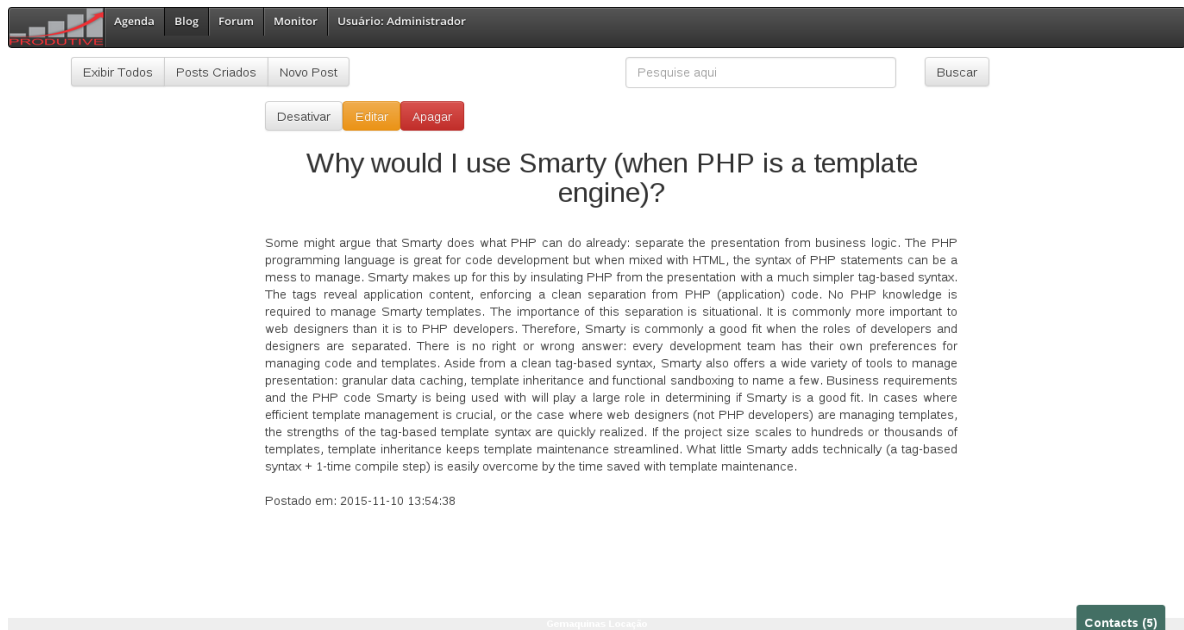 PRODUTIVE
Agenda Blog Forum Monitor Usuário: Administrador
Exibir Todos Posts Criados Novo Post Pesquise aqui Buscar
Desativar Editar Apagar
Why would I use Smarty (when PHP is a template
engine)?
Some might argue that Smarty does what PHP can do already: separate the presentation from business logic. The PHP
programming language is great for code development but when mixed with HTML, the syntax of PHP statements can be a
mess to manage. Smarty makes up for this by insulating PHP from the presentation with a much simpler tag-based syntax.
The tags reveal application content, enforcing a clean separation from PHP (application) code. No PHP knowledge is
required to manage Smarty templates. The importance of this separation is situational. It is commonly more important to
web designers than it is to PHP developers. Therefore, Smarty is commonly a good fit when the roles of developers and
designers are separated. There is no right or wrong answer: every development team has their own preferences for
managing code and templates. Aside from a clean tag-based syntax, Smarty also offers a wide variety of tools to manage
presentation: granular data caching, template inheritance and functional sandboxing to name a few. Business requirements
and the PHP code Smarty is being used with will play a large role in determining if Smarty is a good fit. In cases where
efficient template management is crucial, or the case where web designers (not PHP developers) are managing templates,
the strengths of the tag-based template syntax are quickly realized. If the project size scales to hundreds or thousands of
templates, template inheritance keeps template maintenance streamlined. What little Smarty adds technically (a tag-based
syntax + 1-time compile step) is easily overcome by the time saved with template maintenance.
Postado em: 2015-11-10 13:54:38
Contacts (5)
Locação